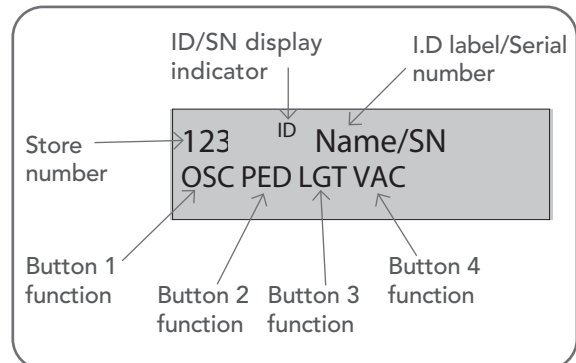 ID/SN display
indicator
I.D label/Serial
number
Store
number
123 ID Name/SN
OSC PED LGT VAC
Button 1
function
Button 2
function
Button 3
function
Button 4
function